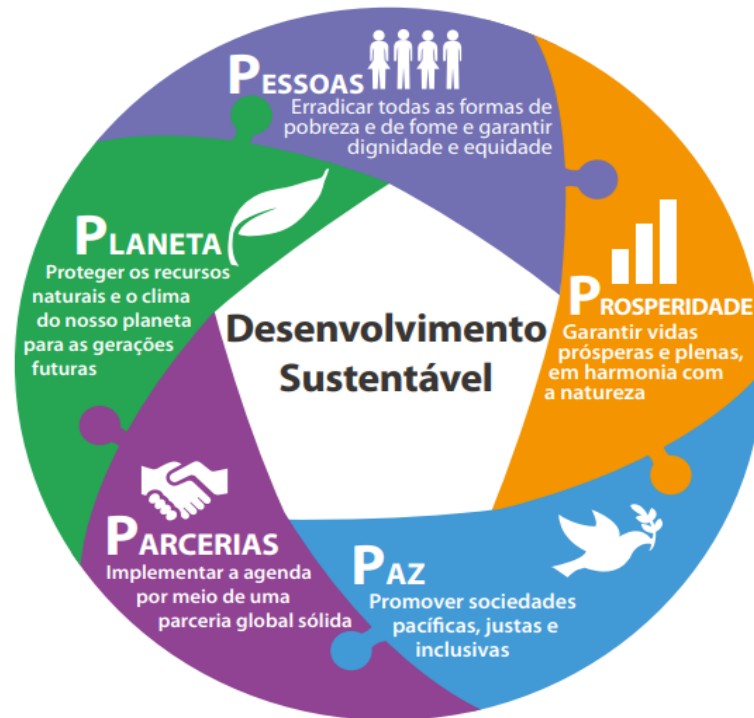 PESSOAS
Erradicar todas as formas de
pobreza e de fome e garantir
dignidade e equidade
PLANETA
Proteger os recursos
naturais e o clima
do nosso planeta
para as gerações
futuras
PROSPERIDADE
Garantir vidas
prósperas e plenas,
em harmonia com
a natureza
Desenvolvimento
Sustentável
PARCERIAS
Implementar a agenda
por meio de uma
parceria global sólida
PAZ
Promover sociedades
pacíficas, justas e
inclusivas